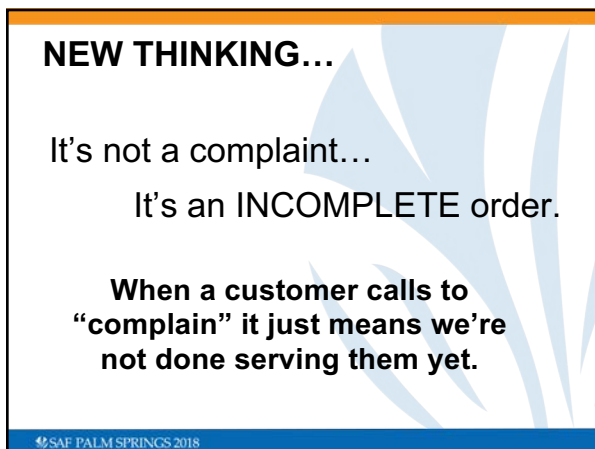 NEW THINKING…
It’s not a complaint…
It’s an INCOMPLETE order.
When a customer calls to
“complain” it just means we’re
not done serving them yet.
SAF PALM SPRINGS 2018